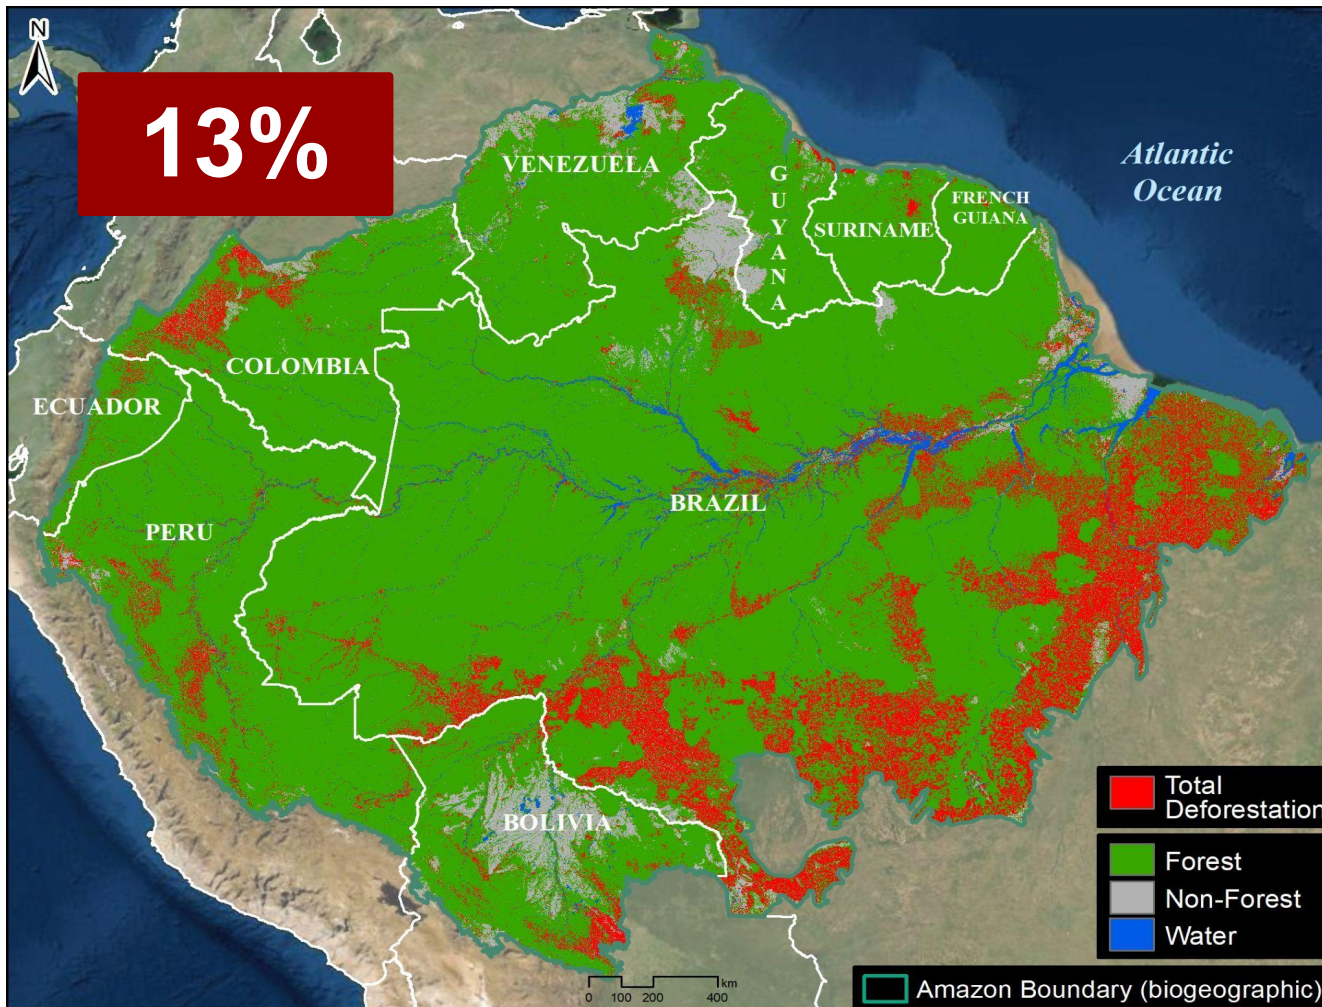 N
13%
Atlantic
Ocean
VENEZUELA
GUYANA
SURINAME
FRENCH
GUIANA
COLOMBIA
ECUADOR
PERU
BRAZIL
BOLIVIA
Total
Deforestation
Forest
Non-Forest
Water
km
0 100 200 400
Amazon Boundary (biogeographic)